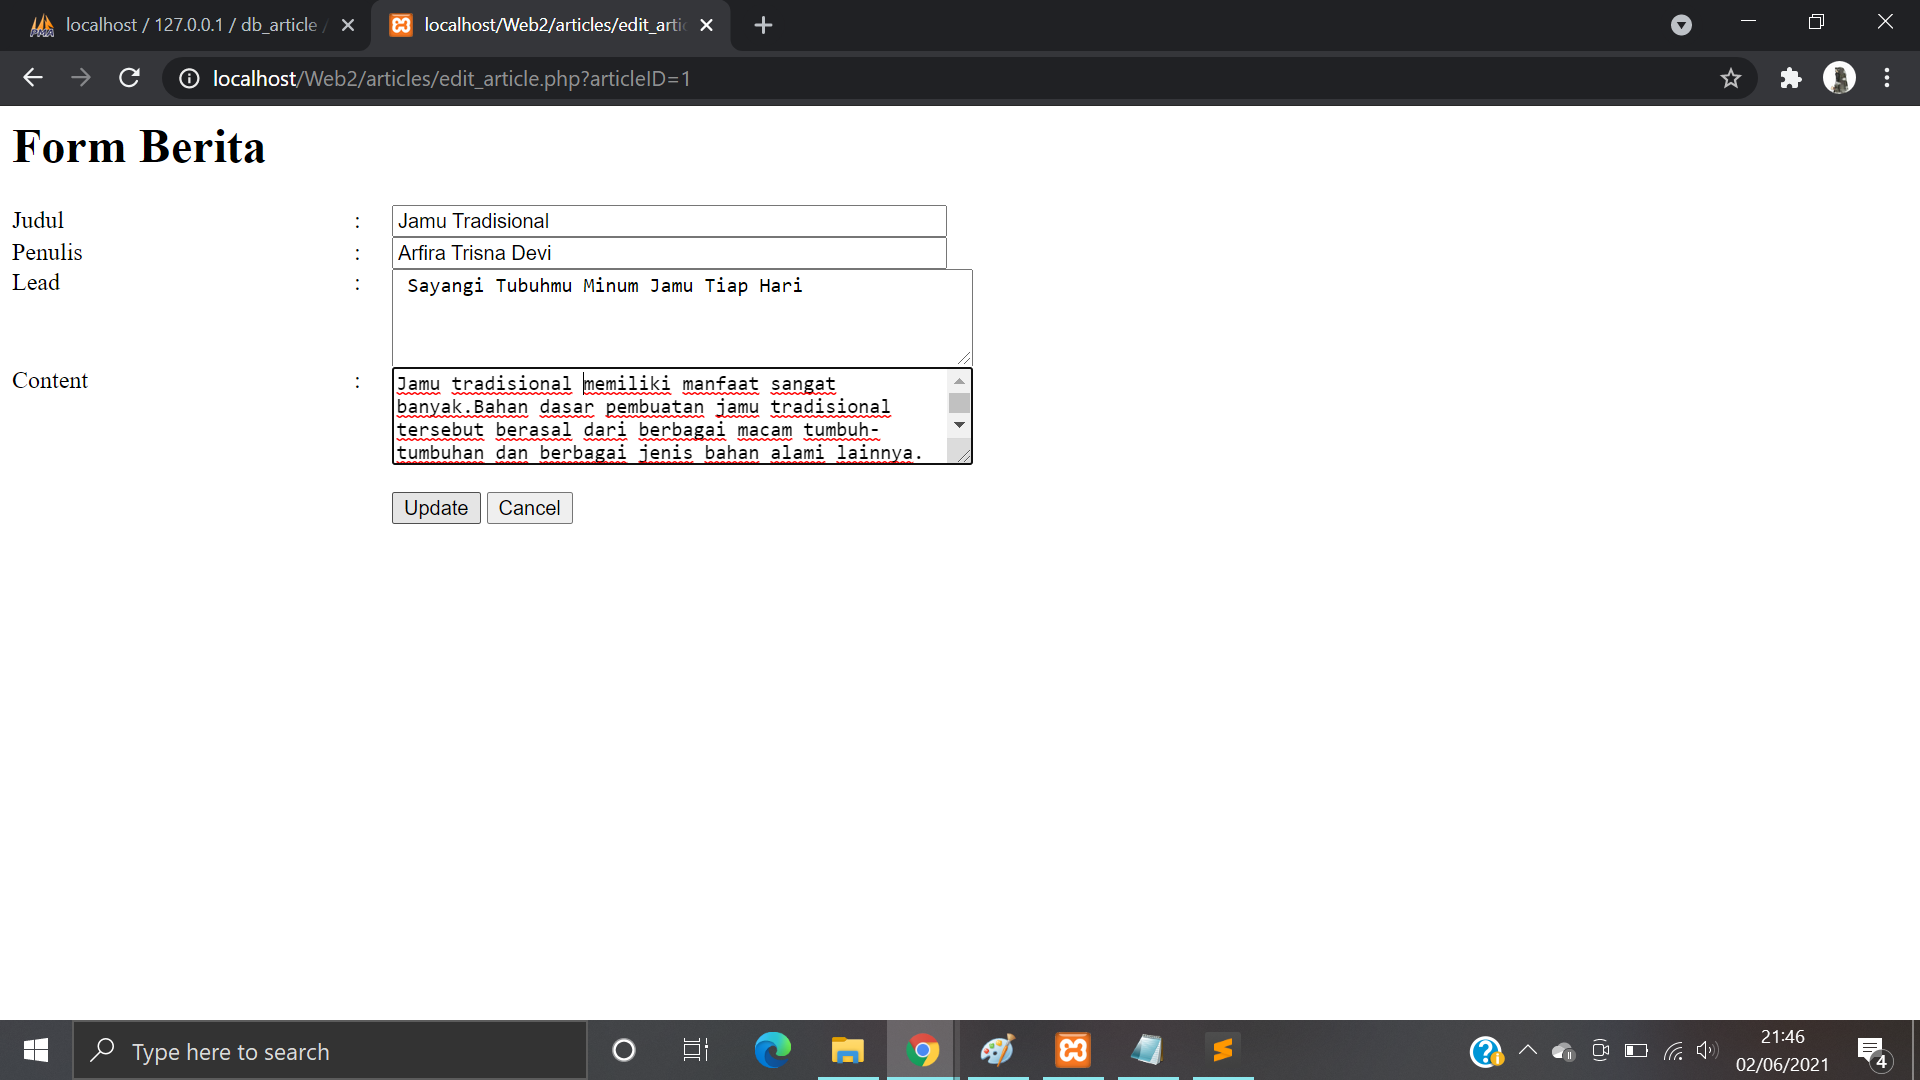 localhost / 127.0.0.1 / db_article /
localhost/Web2/articles/edit_artic
localhost/Web2/articles/edit_article.php?articleID=1
Form Berita
Judul : Jamu Tradisional
Penulis : Arfira Trisna Devi
Lead : Sayangi Tubuhmu Minum Jamu Tiap Hari
Content : Jamu tradisional memiliki manfaat sangat
banyak.Bahan dasar pembuatan jamu tradisional
tersebut berasal dari berbagai macam tumbuh-
tumbuhan dan berbagai jenis bahan alami lainnya.
Update Cancel
Type here to search
21:46
02/06/2021
4